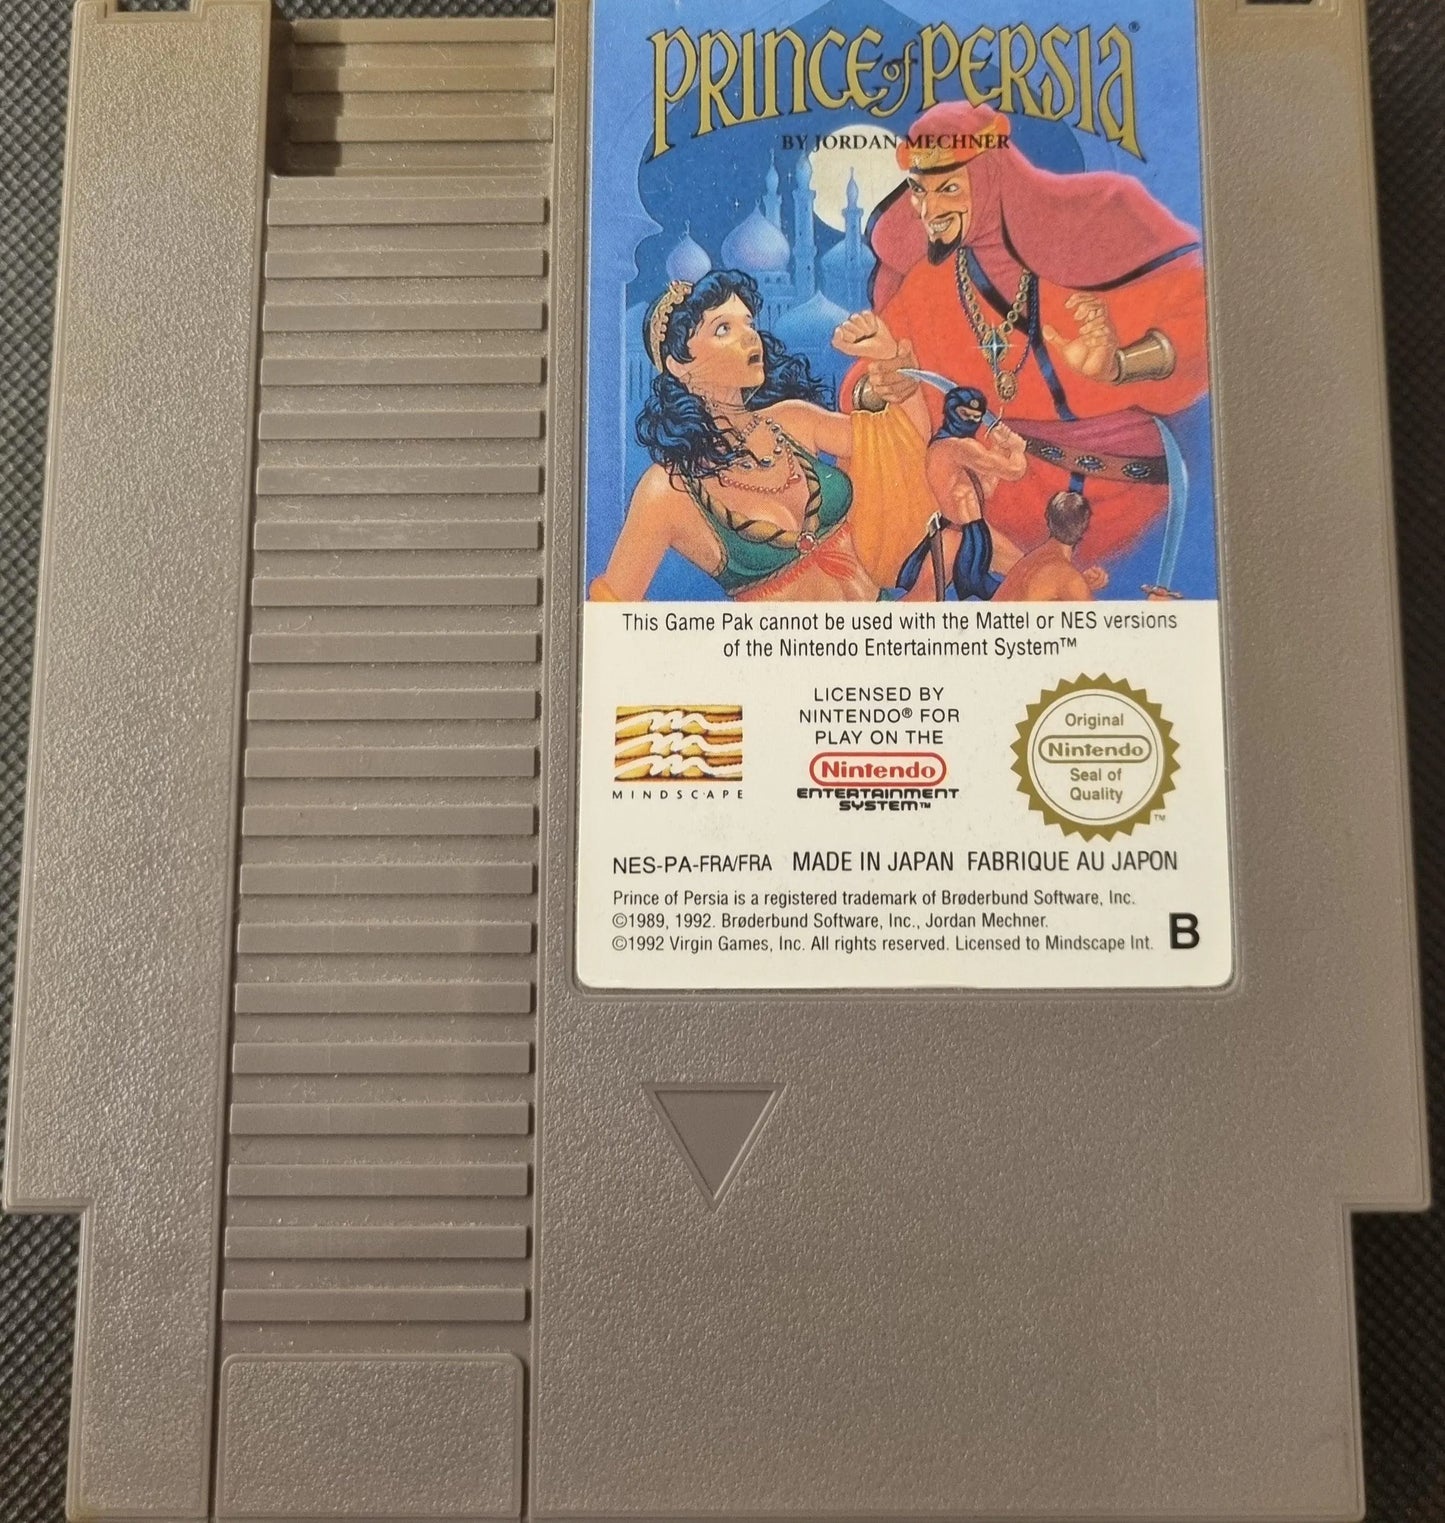 PRINCE of PERSIA®
BY JORDAN MECHNER
This Game Pak cannot be used with the Mattel or NES versions
of the Nintendo Entertainment System™
MINDSCAPE
LICENSED BY
NINTENDO® FOR
PLAY ON THE
Nintendo
ENTERTAINMENT
SYSTEM™
Original
Nintendo
Seal of
Quality
™
NES-PA-FRA/FRA MADE IN JAPAN FABRIQUE AU JAPON
Prince of Persia is a registered trademark of Brøderbund Software, Inc.
©1989, 1992. Brøderbund Software, Inc., Jordan Mechner.
©1992 Virgin Games, Inc. All rights reserved. Licensed to Mindscape Int.
B